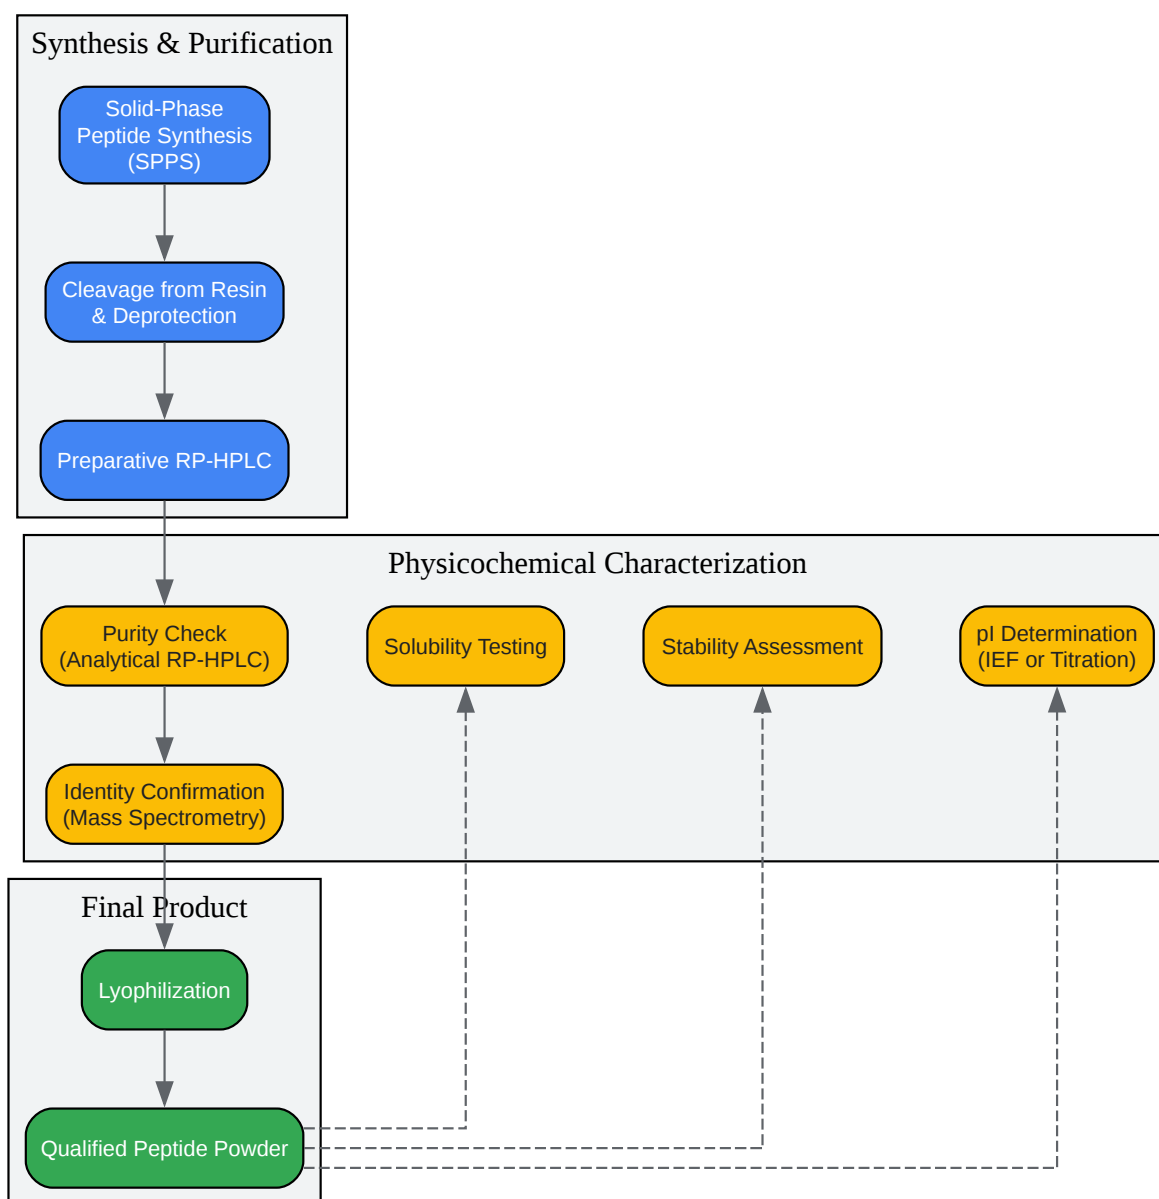 Synthesis & Purification
Solid-Phase
Peptide Synthesis
(SPPS)
Cleavage from Resin
& Deprotection
Preparative RP-HPLC
Physicochemical Characterization
Purity Check
(Analytical RP-HPLC)
Solubility Testing
Stability Assessment
pI Determination
(IEF or Titration)
Identity Confirmation
(Mass Spectrometry)
Final Product
Lyophilization
Qualified Peptide Powder